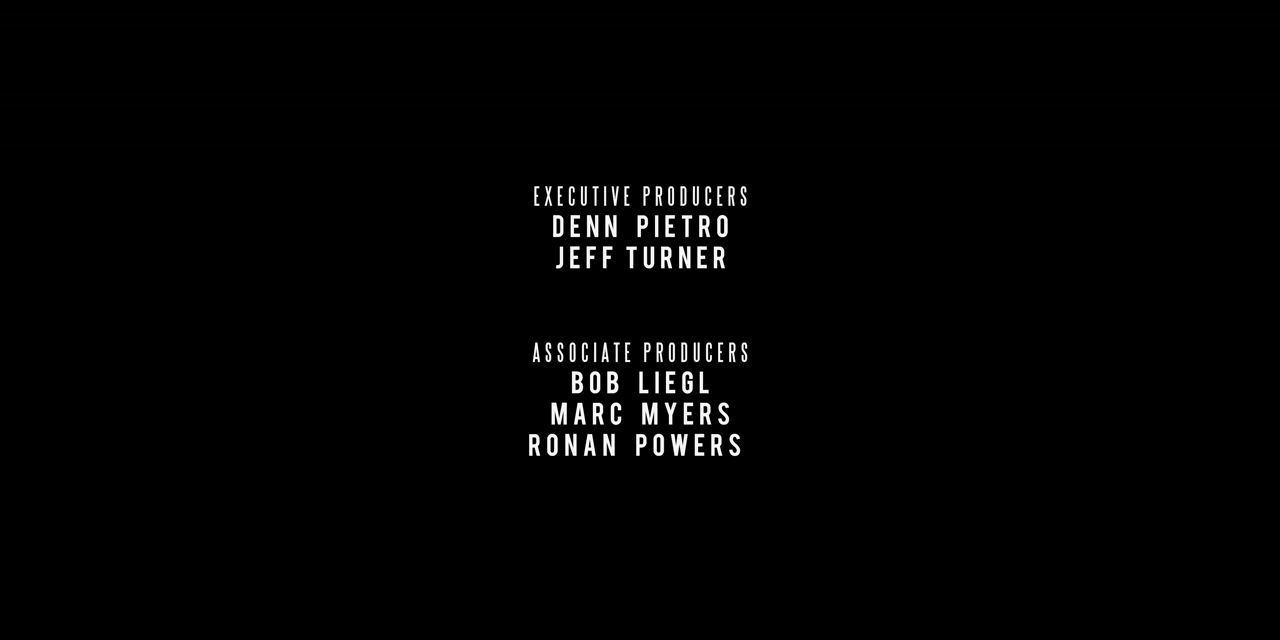 EXECUTIVE PRODUCERS
DENN PIETRO
JEFF TURNER
ASSOCIATE PRODUCERS
BOB LIEGL
MARC MYERS
RONAN POWERS